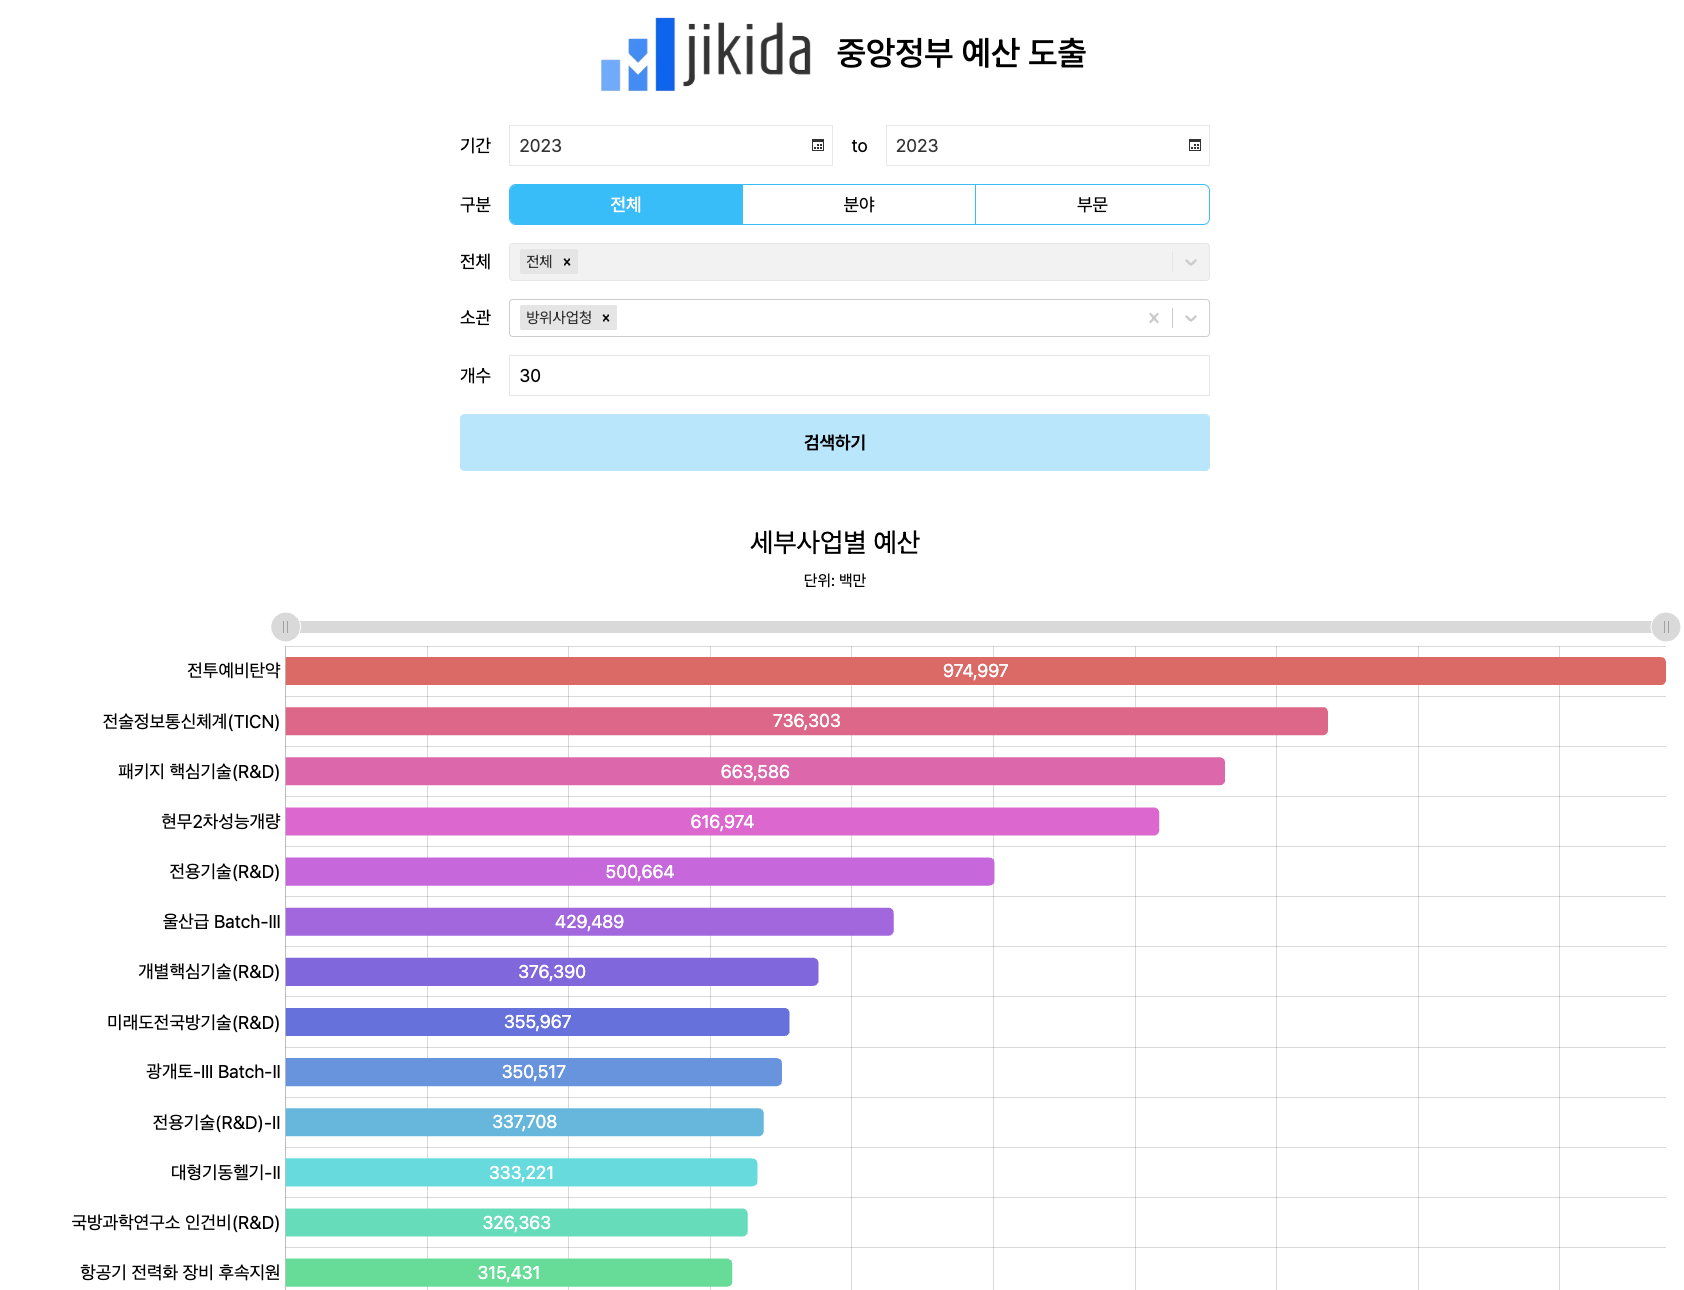 jikida 중앙정부 예산 도출
기간 2023 to 2023
구분 전체 분야 부문
전체 전체 ×
소관 방위사업청 ×
개수 30
검색하기
세부사업별 예산
단위: 백만
전투예비탄약 974,997
전술정보통신체계(TICN) 736,303
패키지 핵심기술(R&D) 663,586
현무2차성능개량 616,974
전용기술(R&D) 500,664
울산급 Batch-III 429,489
개별핵심기술(R&D) 376,390
미래도전국방기술(R&D) 355,967
광개토-III Batch-II 350,517
전용기술(R&D)-II 337,708
대형기동헬기-II 333,221
국방과학연구소 인건비(R&D) 326,363
항공기 전력화 장비 후속지원 315,431